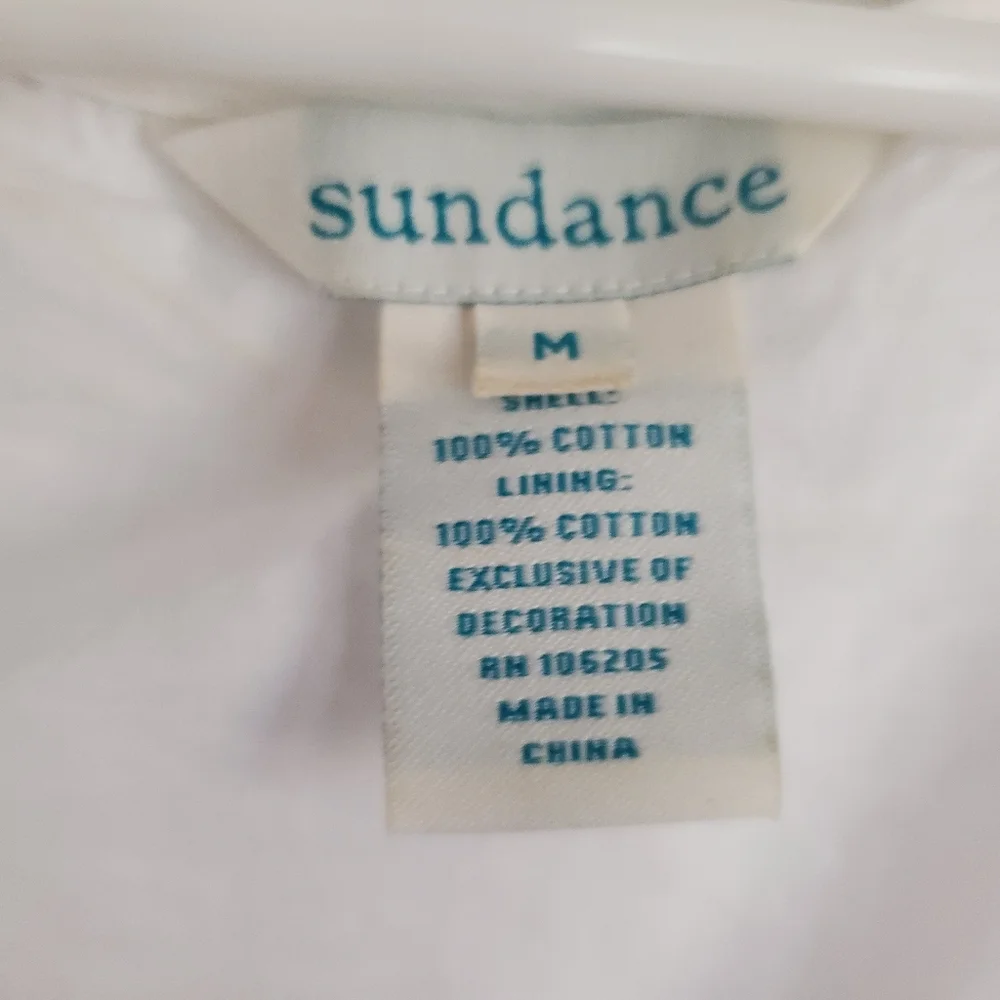 sundance
M
SHELL:
100% COTTON
LINING:
100% COTTON
EXCLUSIVE OF
DECORATION
RN 106205
MADE IN
CHINA